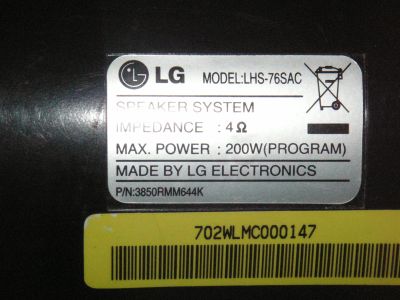 LG MODEL:LHS-76SAC
SPEAKER SYSTEM
IMPEDANCE : 4Ω
MAX. POWER : 200W(PROGRAM)
MADE BY LG ELECTRONICS
P/N:3850RMM644K
702WLMC000147